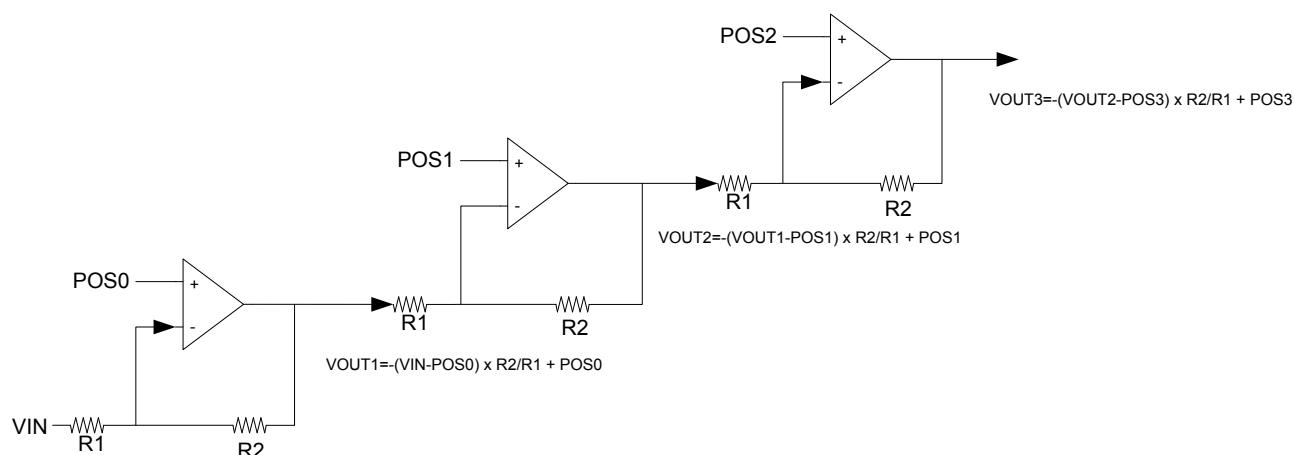 POS2
+
-
VOUT3=-(VOUT2-POS3) x R2/R1 + POS3
POS1
+
-
R1
R2
VOUT2=-(VOUT1-POS1) x R2/R1 + POS1
POS0
+
-
R1
R2
VOUT1=-(VIN-POS0) x R2/R1 + POS0
VIN
R1
R2